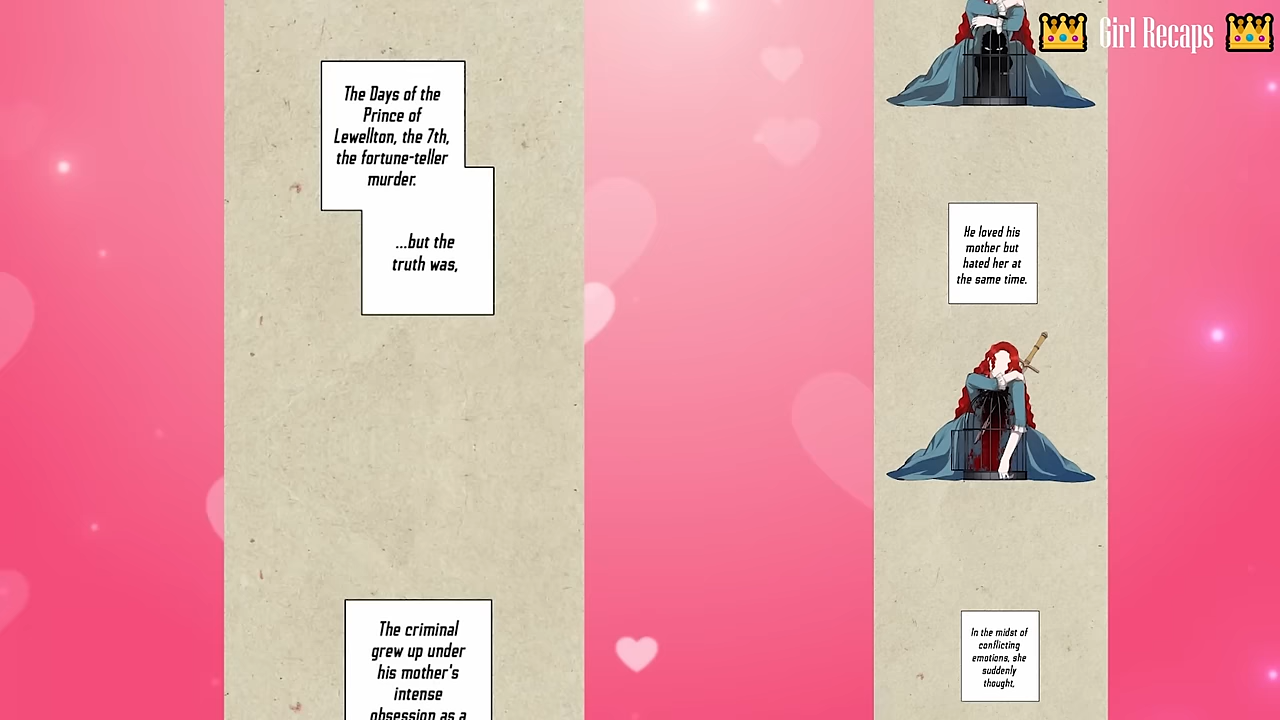 The Days of the
Prince of
Lewellton, the 7th,
the fortune-teller
murder.
...but the
truth was,
The criminal
grew up under
his mother's
intense
obsession as a
Girl Recaps
He loved his
mother but
hated her at
the same time.
In the midst of
conflicting
emotions, she
suddenly
thought,